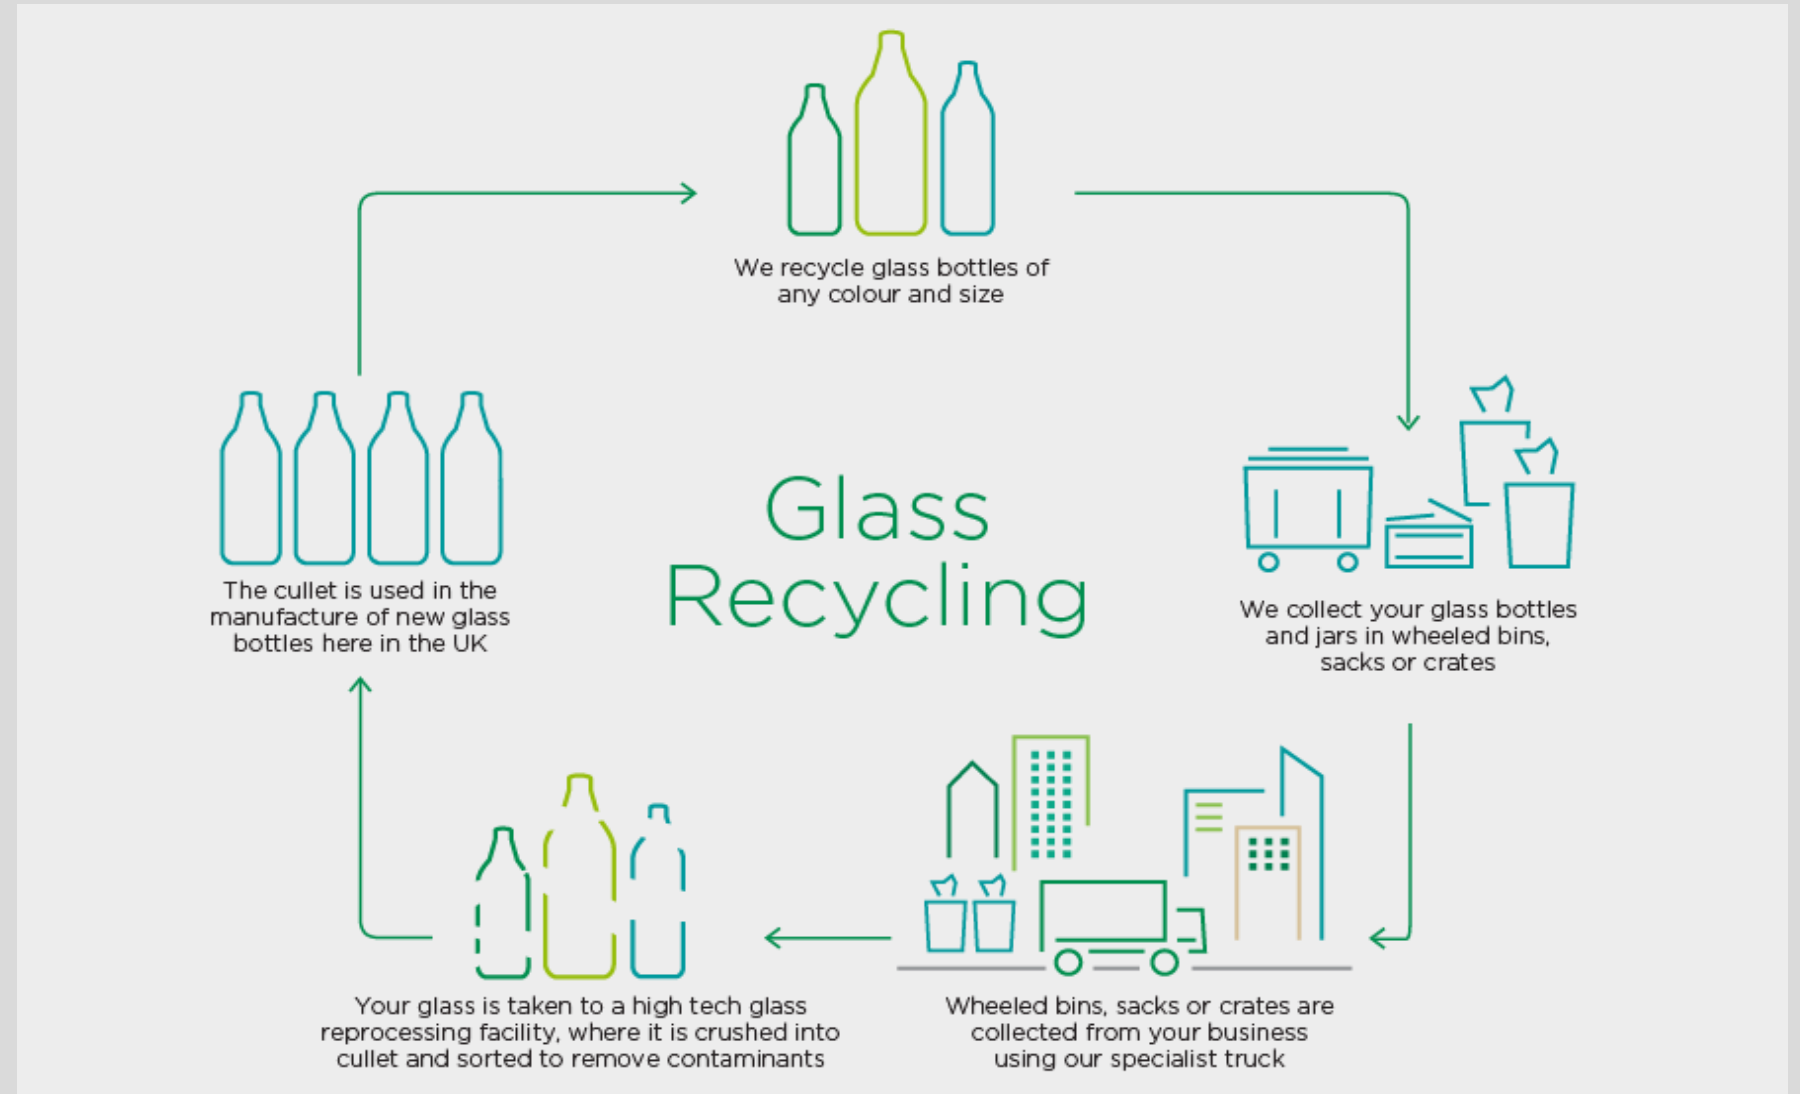 We recycle glass bottles of
any colour and size
Glass
Recycling
We collect your glass bottles
and jars in wheeled bins,
sacks or crates
Wheeled bins, sacks or crates are
collected from your business
using our specialist truck
Your glass is taken to a high tech glass
reprocessing facility, where it is crushed into
cullet and sorted to remove contaminants
The cullet is used in the
manufacture of new glass
bottles here in the UK